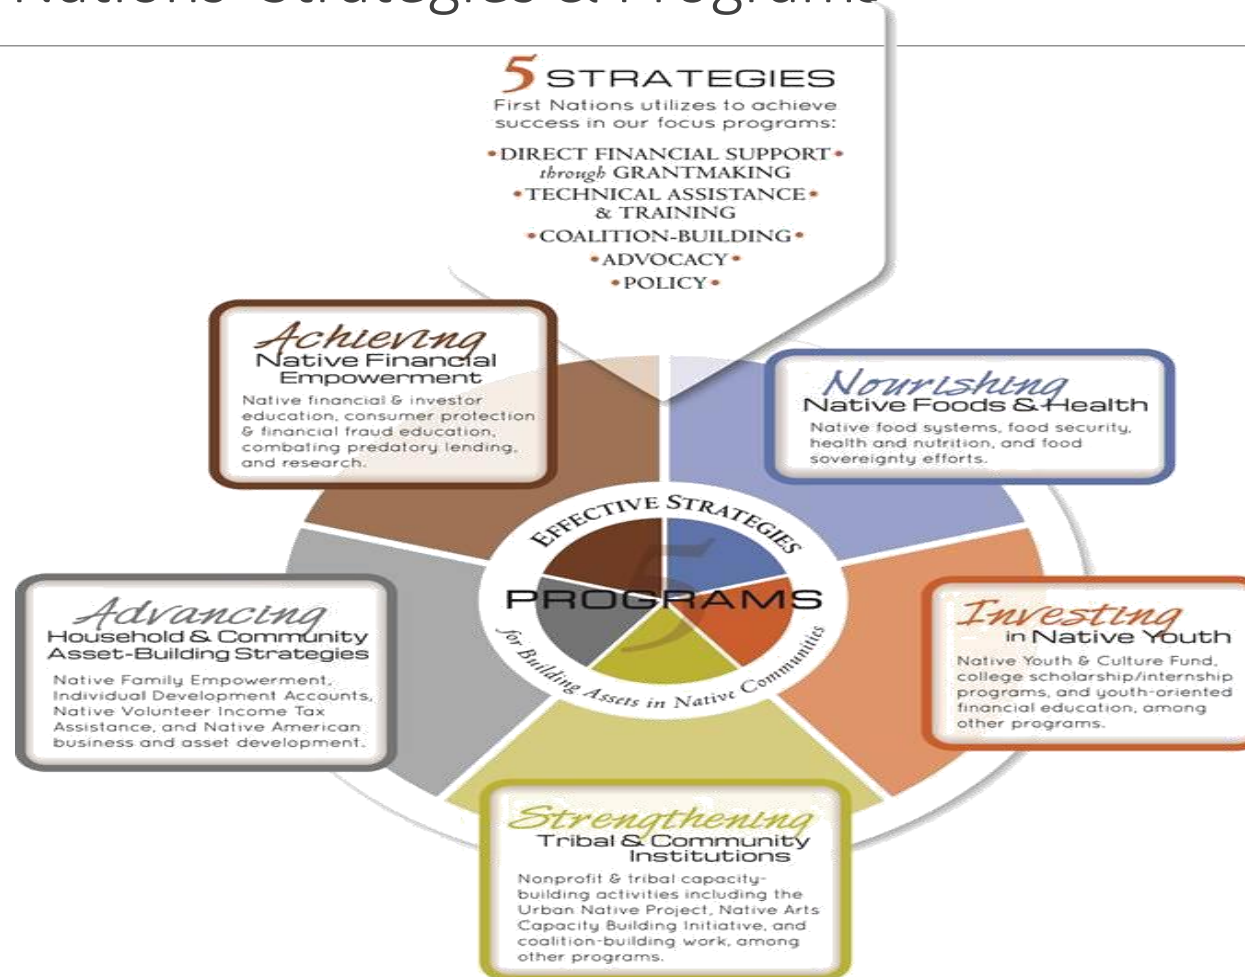 Nations' Strategies & Programs
5 STRATEGIES
First Nations utilizes to achieve
success in our focus programs:
•DIRECT FINANCIAL SUPPORT•
through GRANTMAKING
•TECHNICAL ASSISTANCE•
& TRAINING
•COALITION-BUILDING•
•ADVOCACY•
•POLICY•
Achieving
Native Financial
Empowerment
Native financial & investor
education, consumer protection
& financial fraud education,
combating predatory lending,
and research.
Nourishing
Native Foods & Health
Native food systems, food security,
health and nutrition, and food
sovereignty efforts.
EFFECTIVE STRATEGIES
5
PROGRAMS
for Building Assets in Native Communities
Advancing
Household & Community
Asset-Building Strategies
Native Family Empowerment,
Individual Development Accounts,
Native Volunteer Income Tax
Assistance, and Native American
business and asset development.
Investing
in Native Youth
Native Youth & Culture Fund,
college scholarship/internship
programs, and youth-oriented
financial education, among
other programs.
Strengthening
Tribal & Community
Institutions
Nonprofit & tribal capacity-
building activities including the
Urban Native Project, Native Arts
Capacity Building Initiative, and
coalition-building work, among
other programs.